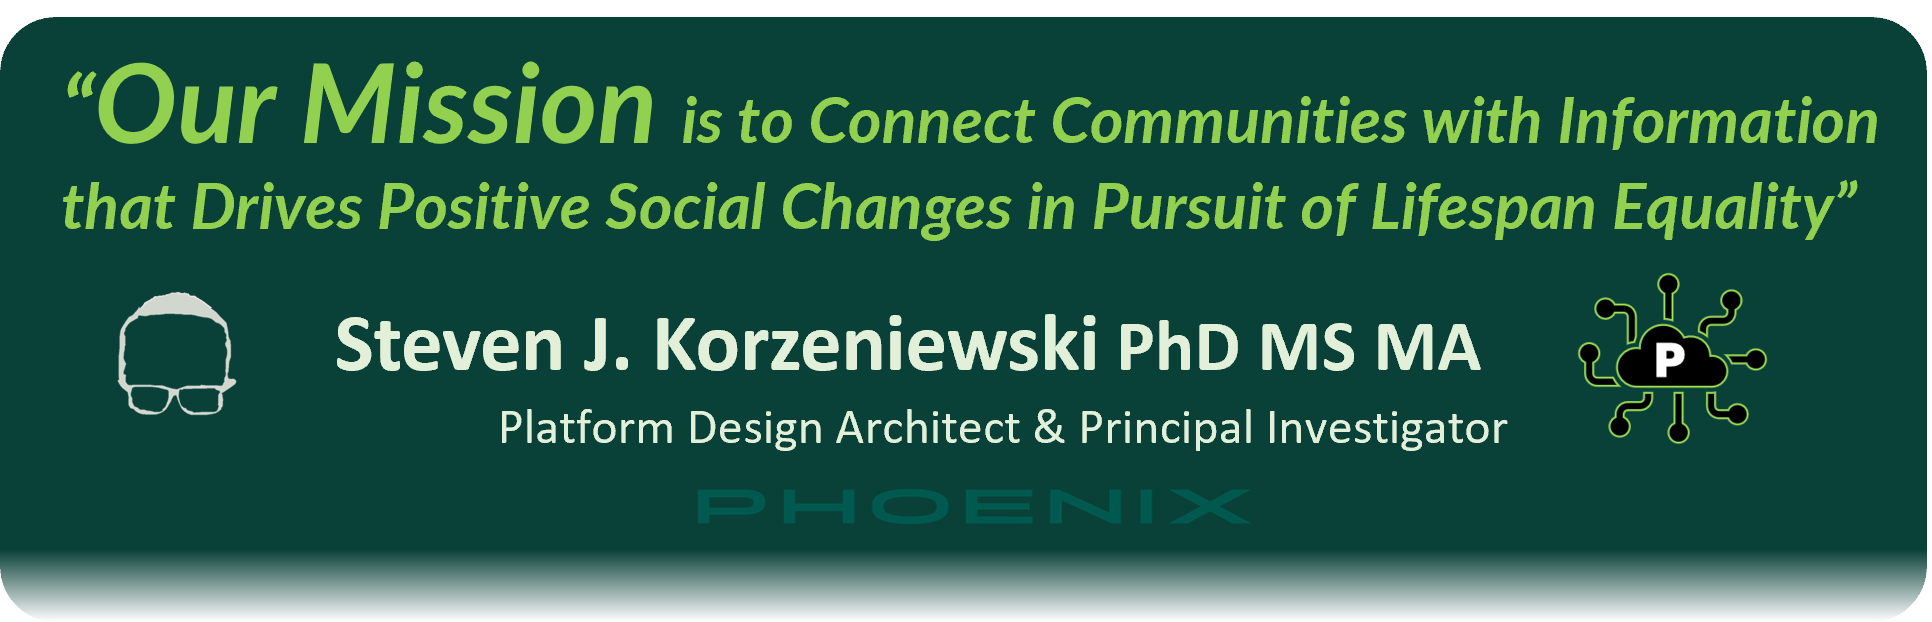 “Our Mission is to Connect Communities with Information
that Drives Positive Social Changes in Pursuit of Lifespan Equality”
Steven J. Korzeniewski PhD MS MA
P
Platform Design Architect & Principal Investigator
PHOENIX